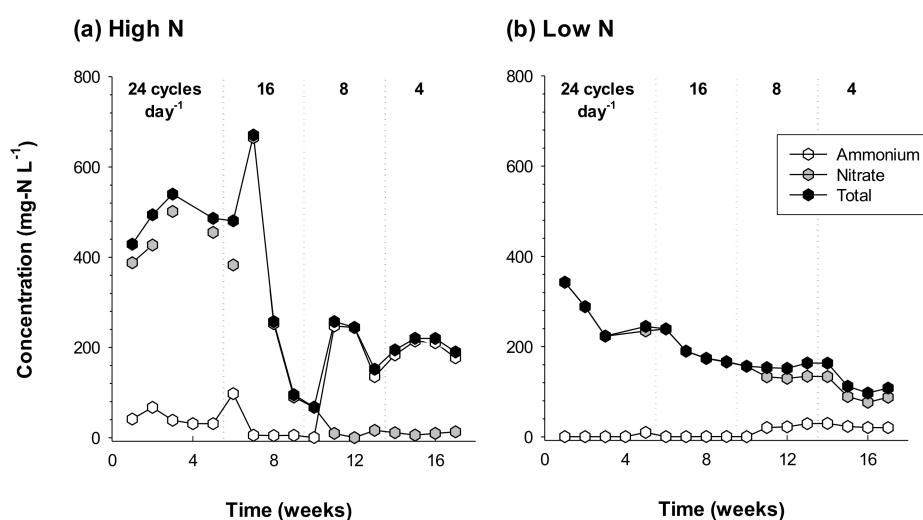 (a) High N
(b) Low N
Concentration (mg-N L⁻¹)
800
600
400
200
0
24 cycles
day⁻¹
16
8
4
0
4
8
12
16
Time (weeks)
800
600
400
200
0
24 cycles
day⁻¹
16
8
4
Ammonium
Nitrate
Total
0
4
8
12
16
Time (weeks)